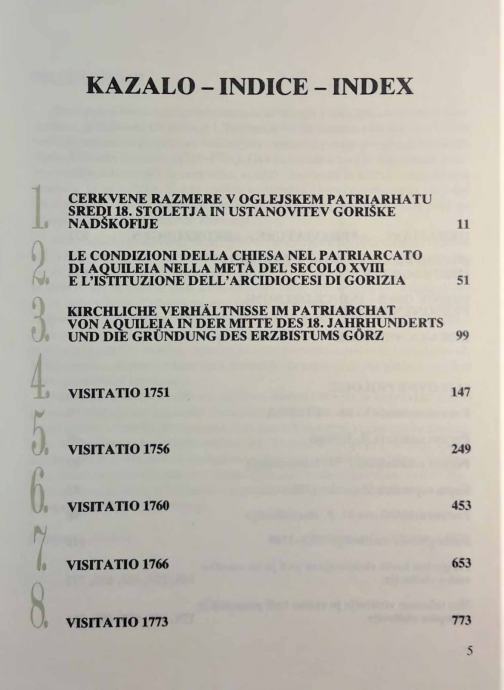 KAZALO – INDICE – INDEX
1.
CERKVENE RAZMERE V OGLEJSKEM PATRIARHATU
SREDI 18. STOLETJA IN USTANOVITEV GORIŠKE
NADŠKOFIJE 11
2.
LE CONDIZIONI DELLA CHIESA NEL PATRIARCATO
DI AQUILEIA NELLA METÀ DEL SECOLO XVIII
E L'ISTITUZIONE DELL'ARCIDIOCESI DI GORIZIA 51
3.
KIRCHLICHE VERHÄLTNISSE IM PATRIARCHAT
VON AQUILEIA IN DER MITTE DES 18. JAHRHUNDERTS
UND DIE GRÜNDUNG DES ERZBISTUMS GÖRZ 99
4.
VISITATIO 1751 147
5.
VISITATIO 1756 249
6.
VISITATIO 1760 453
7.
VISITATIO 1766 653
8.
VISITATIO 1773 773
5